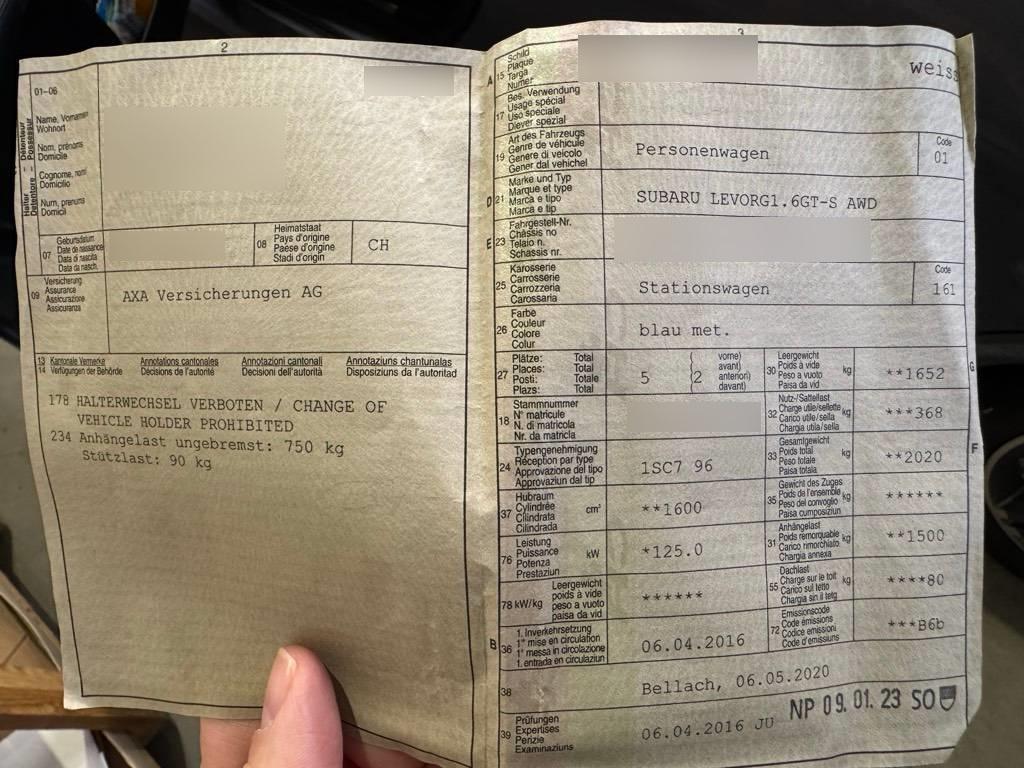 2
01-06
Halter – Détenteur
Detentore – Possessur
Name, Vornamen
Wohnort
Nom, prénoms
Domicile
Cognome, nomi
Domicilio
Num, prenums
Domicil
07
Geburtsdatum
Date de naissance
Data di nascita
Data da nasch.
08
Heimatstaat
Pays d'origine
Paese d'origine
Stadi d'origin
CH
09
Versicherung
Assurance
Assicurazione
Assicuranza
AXA Versicherungen AG
13 Kantonale Vermerke Annotations cantonales Annotazioni cantonali Annotaziuns chantunalas
14 Verfügungen der Behörde Décisions de l'autorité Decisioni dell'autorità Disposiziuns da l'autoritad
178 HALTERWECHSEL VERBOTEN / CHANGE OF
VEHICLE HOLDER PROHIBITED
234 Anhängelast ungebremst: 750 kg
Stützlast: 90 kg
3
A 15
Schild
Plaque
Targa
Numer
weiss
17
Bes. Verwendung
Usage spécial
Uso speciale
Diever spezial
19
Art des Fahrzeugs
Genre de véhicule
Genere di veicolo
Gener dal vehichel
Personenwagen
Code
01
D 21
Marke und Typ
Marque et type
Marca e tipo
Marca e tip
SUBARU LEVORG1.6GT-S AWD
E 23
Fahrgestell-Nr.
Châssis no
Telaio n.
Schassis nr.
25
Karosserie
Carrosserie
Carrozzeria
Carossaria
Stationswagen
Code
161
26
Farbe
Couleur
Colore
Colur
blau met.
27
Plätze: Total
Places: Total
Posti: Totale
Plazs: Total
5 {2
vorne)
avant)
anteriori)
davant)
30
Leergewicht
Poids à vide
Peso a vuoto
Paisa da vid
kg
**1652
G
18
Stammnummer
N° matricule
N. di matricola
Nr. da matricla
32
Nutz-/Sattellast
Charge utile/sellette
Carico utile/sella
Chargia utila/sella
kg
***368
24
Typengenehmigung
Réception par type
Approvazione del tipo
Approvaziun dal tip
1SC7 96
33
Gesamtgewicht
Poids total
Peso totale
Paisa totala
kg
**2020
F
37
Hubraum
Cylindrée
Cilindrata
Cilindrada
cm³
**1600
35
Gewicht des Zuges
Poids de l'ensemble
Peso del convoglio
Paisa cumposiziun
kg
******
76
Leistung
Puissance
Potenza
Prestaziun
kW
*125.0
31
Anhängelast
Poids remorquable
Carico rimorchiato
Chargia annexa
kg
**1500
78 kW/kg
Leergewicht
poids à vide
peso a vuoto
paisa da vid
******
55
Dachlast
Charge sur le toit
Carico sul tetto
Chargia sin il tetg
kg
****80
B 36
1. Inverkehrsetzung
1re mise en circulation
1a messa in circolazione
1. entrada en circulaziun
06.04.2016
72
Emissionscode
Code émissions
Codice emissioni
Code d'emissiuns
***B6b
38
Bellach, 06.05.2020
39
Prüfungen
Expertises
Perizie
Examinaziuns
06.04.2016 JU
NP 09. 01. 23 SO